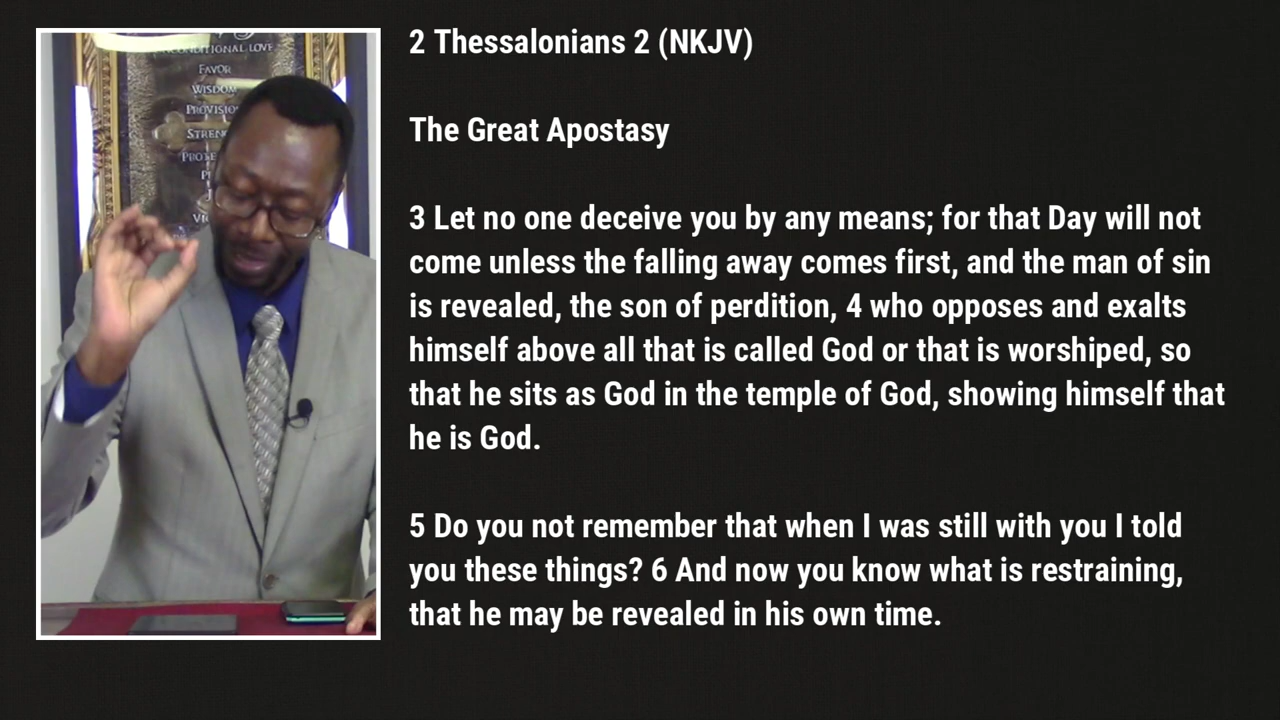 CONDITIONAL LOVE
FAVOR
WISDOM
2 Thessalonians 2 (NKJV)
The Great Apostasy
3 Let no one deceive you by any means; for that Day will not
come unless the falling away comes first, and the man of sin
is revealed, the son of perdition, 4 who opposes and exalts
himself above all that is called God or that is worshiped, so
that he sits as God in the temple of God, showing himself that
he is God.
5 Do you not remember that when I was still with you I told
you these things? 6 And now you know what is restraining,
that he may be revealed in his own time.